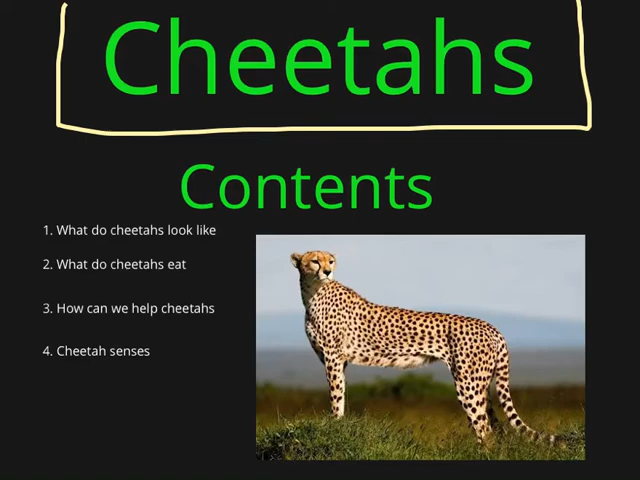 Cheetahs
Contents
1. What do cheetahs look like
2. What do cheetahs eat
3. How can we help cheetahs
4. Cheetah senses